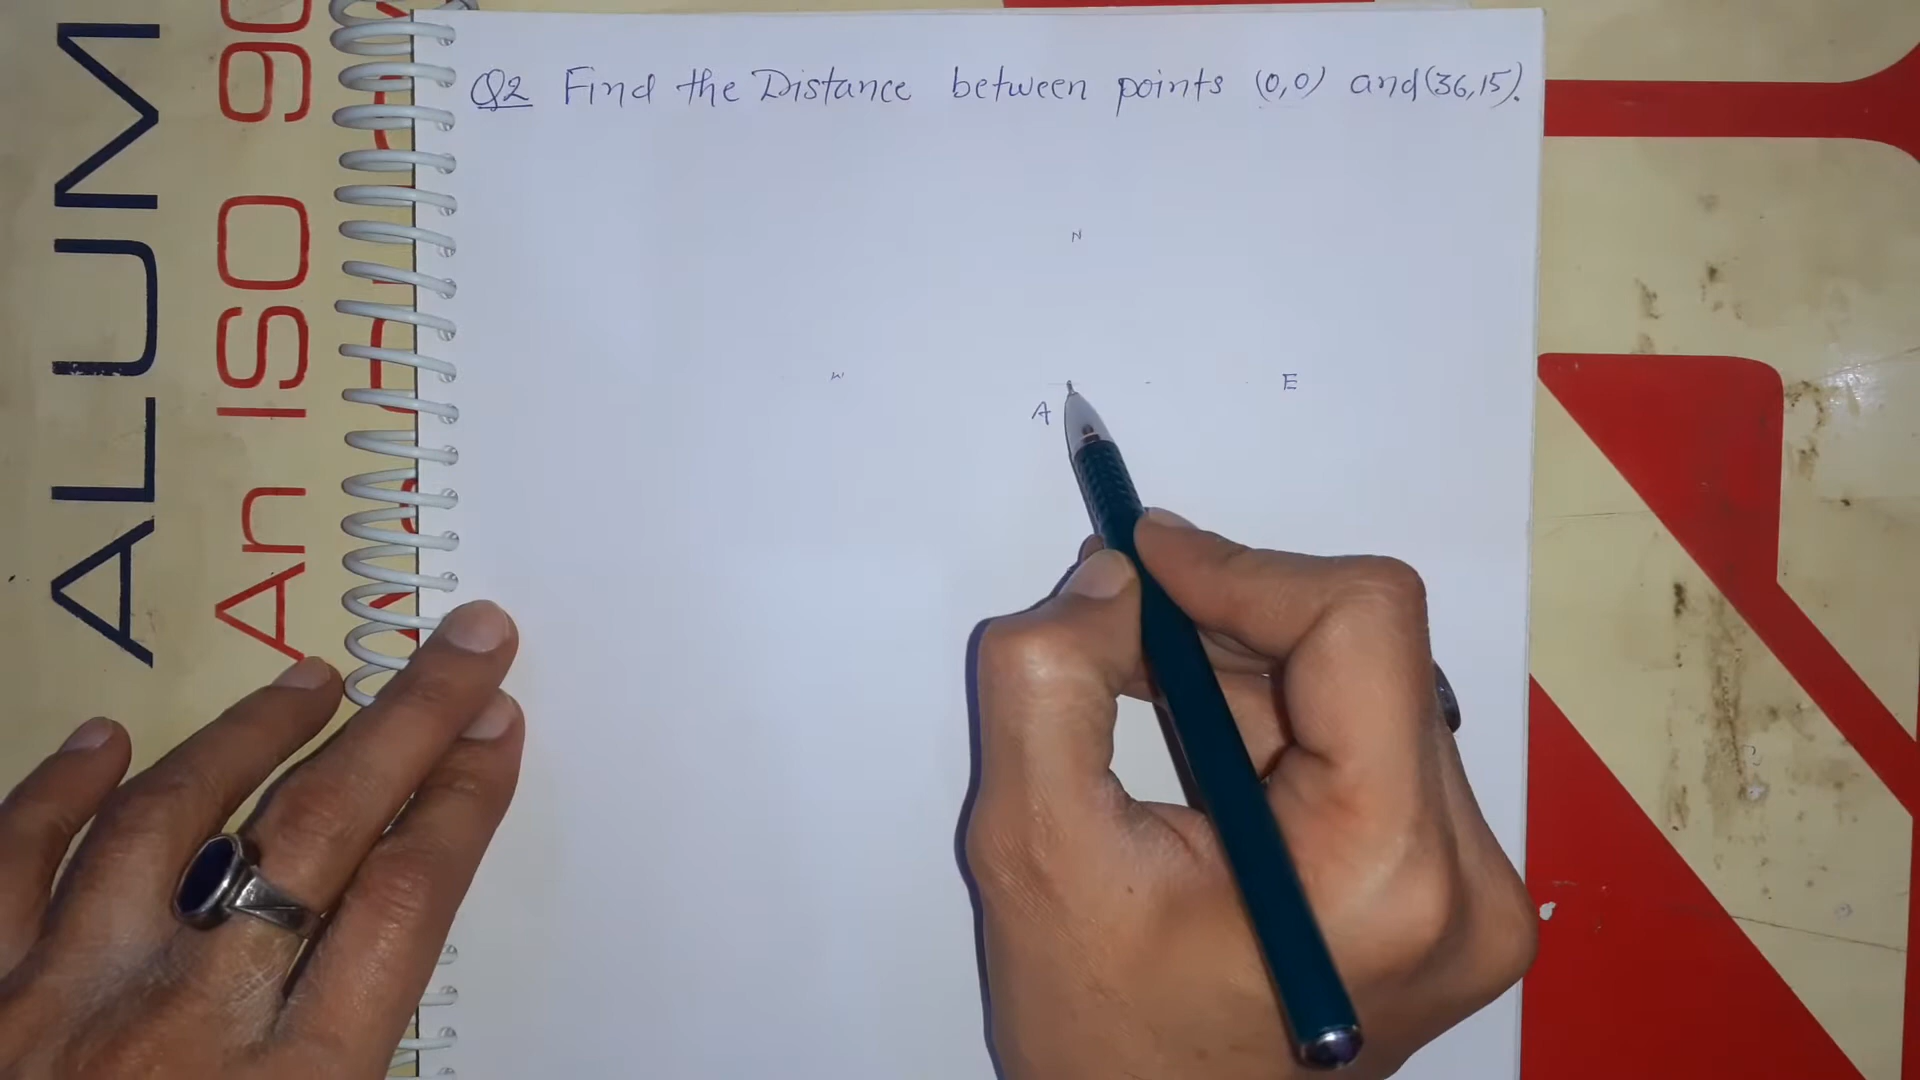 Q2 Find the Distance between points (0,0) and (36,15).
N
W
E
A
ALUM
An ISO 90